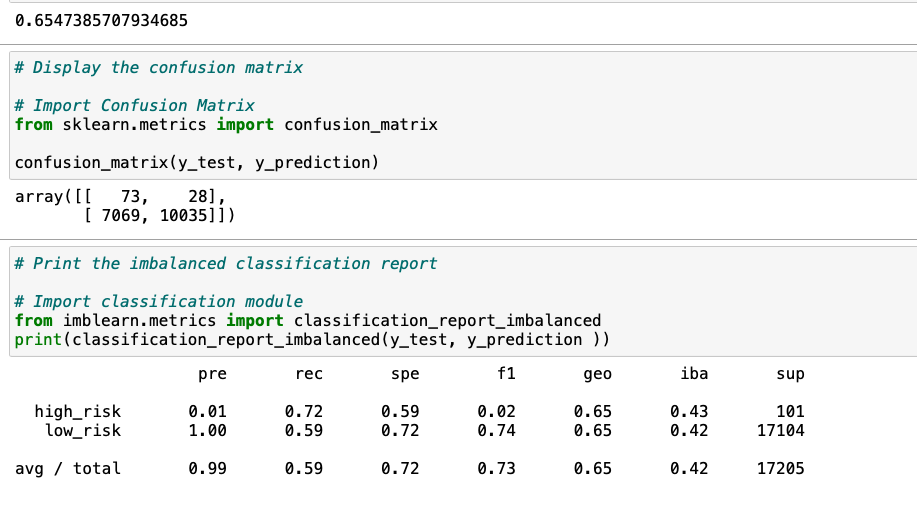 0.6547385707934685
# Display the confusion matrix
# Import Confusion Matrix
from sklearn.metrics import confusion_matrix
confusion_matrix(y_test, y_prediction)
array([[   73,    28],
       [ 7069, 10035]])
# Print the imbalanced classification report
# Import classification module
from imblearn.metrics import classification_report_imbalanced
print(classification_report_imbalanced(y_test, y_prediction ))
                   pre       rec       spe        f1       geo       iba       sup
  high_risk       0.01      0.72      0.59      0.02      0.65      0.43       101
   low_risk       1.00      0.59      0.72      0.74      0.65      0.42     17104
avg / total       0.99      0.59      0.72      0.73      0.65      0.42     17205